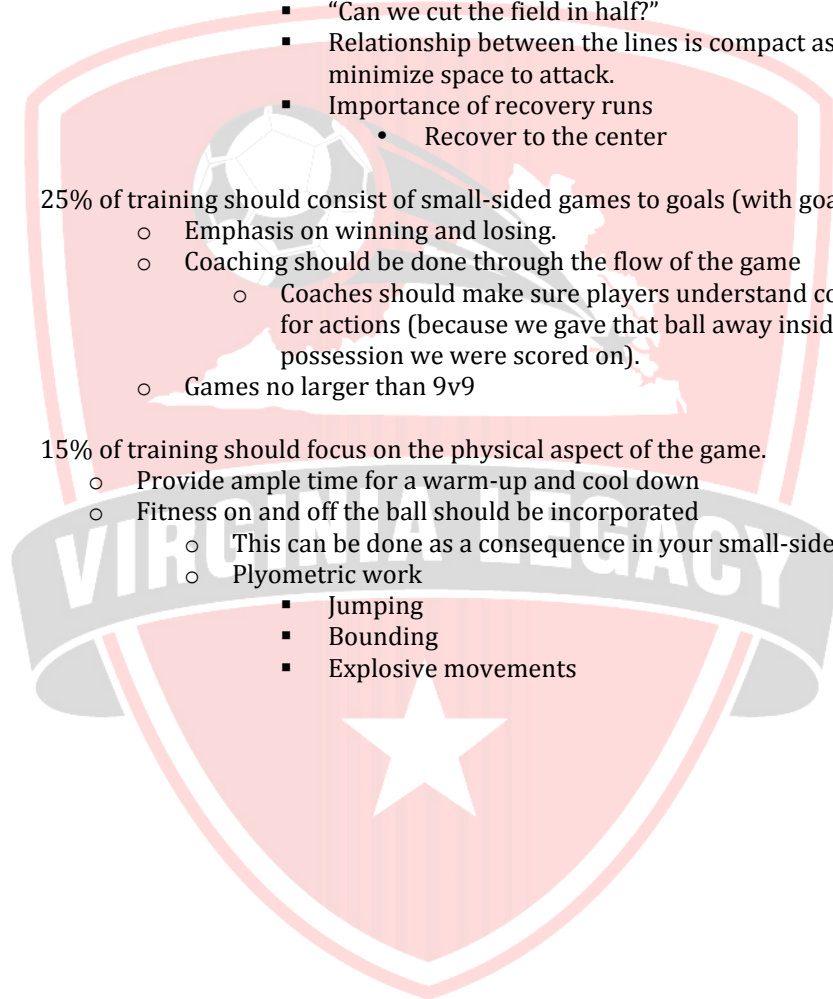 ▪ “Can we cut the field in half?”
▪ Relationship between the lines is compact as
minimize space to attack.
▪ Importance of recovery runs
• Recover to the center
25% of training should consist of small-sided games to goals (with
o Emphasis on winning and losing.
o Coaching should be done through the flow of the game
o Coaches should make sure players understand
for actions (because we gave that ball away
possession we were scored on).
o Games no larger than 9v9
15% of training should focus on the physical aspect of the game.
o Provide ample time for a warm-up and cool down
o Fitness on and off the ball should be incorporated
o This can be done as a consequence in your
o Plyometric work
▪ Jumping
▪ Bounding
▪ Explosive movements
VIRGINIA LEGACY